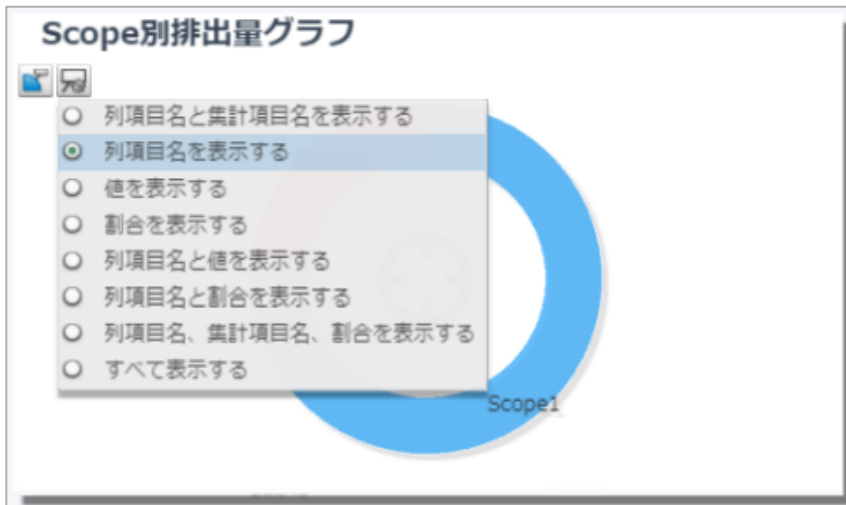 Scope別排出量グラフ
列項目名と集計項目名を表示する
列項目名を表示する
値を表示する
割合を表示する
列項目名と値を表示する
列項目名と割合を表示する
列項目名、集計項目名、割合を表示する
すべて表示する
Scope1